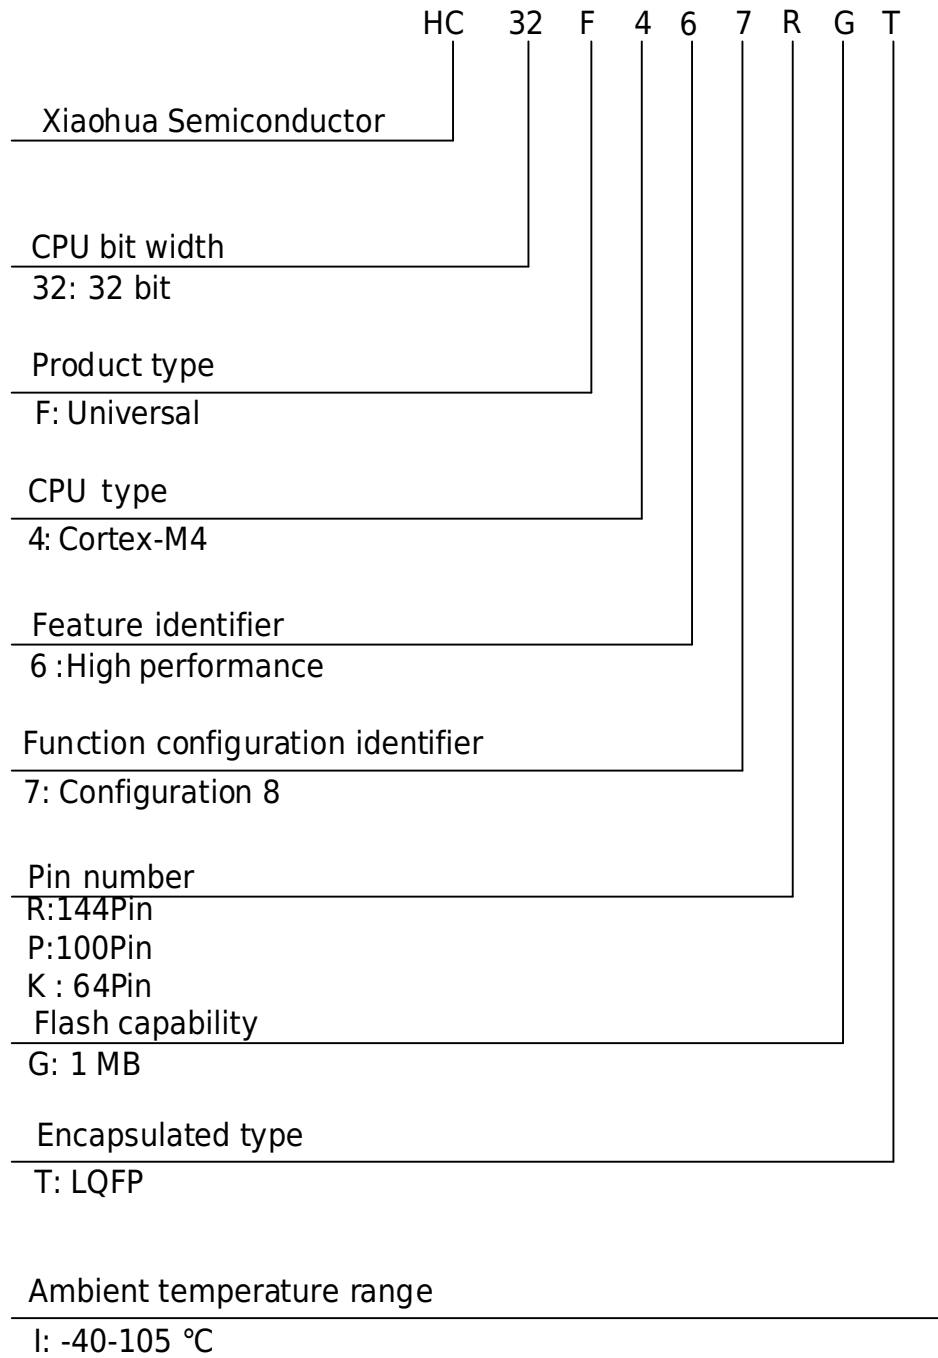 HC 32 F 4 6 7 R G T
Xiaohua Semiconductor
CPU bit width
32: 32 bit
Product type
F: Universal
CPU type
4: Cortex-M4
Feature identifier
6 :High performance
Function configuration identifier
7: Configuration 8
Pin number
R:144Pin
P:100Pin
K : 64Pin
Flash capability
G: 1 MB
Encapsulated type
T: LQFP
Ambient temperature range
I: -40-105 °C